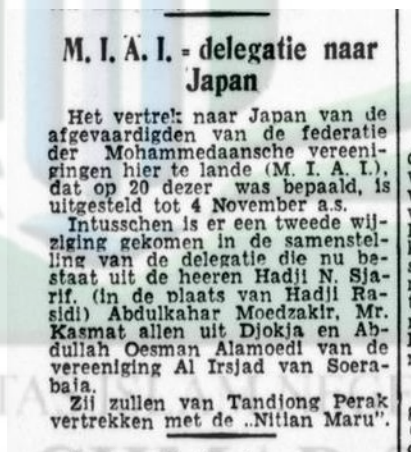 M. I. A. I. = delegatie naar
Japan
Het vertrek naar Japan van de
afgevaardigden van de federatie
der Mohammedaansche vereeni-
gingen hier te lande (M. I. A. I.),
dat op 20 dezer was bepaald, is
uitgesteld tot 4 November a.s.
Intusschen is er een tweede wij-
ziging gekomen in de samenstel-
ling van de delegatie die nu be-
staat uit de heeren Hadji N. Sja-
rif. (in de plaats van Hadji Ra-
sidi) Abdulkahar Moedzakir, Mr.
Kasmat allen uit Djokja en Ab-
dullah Oesman Alamoedi van de
vereeniging Al Irsjad van Soera-
baia.
Zij zullen van Tandjong Perak
vertrekken met de „Nitian Maru".